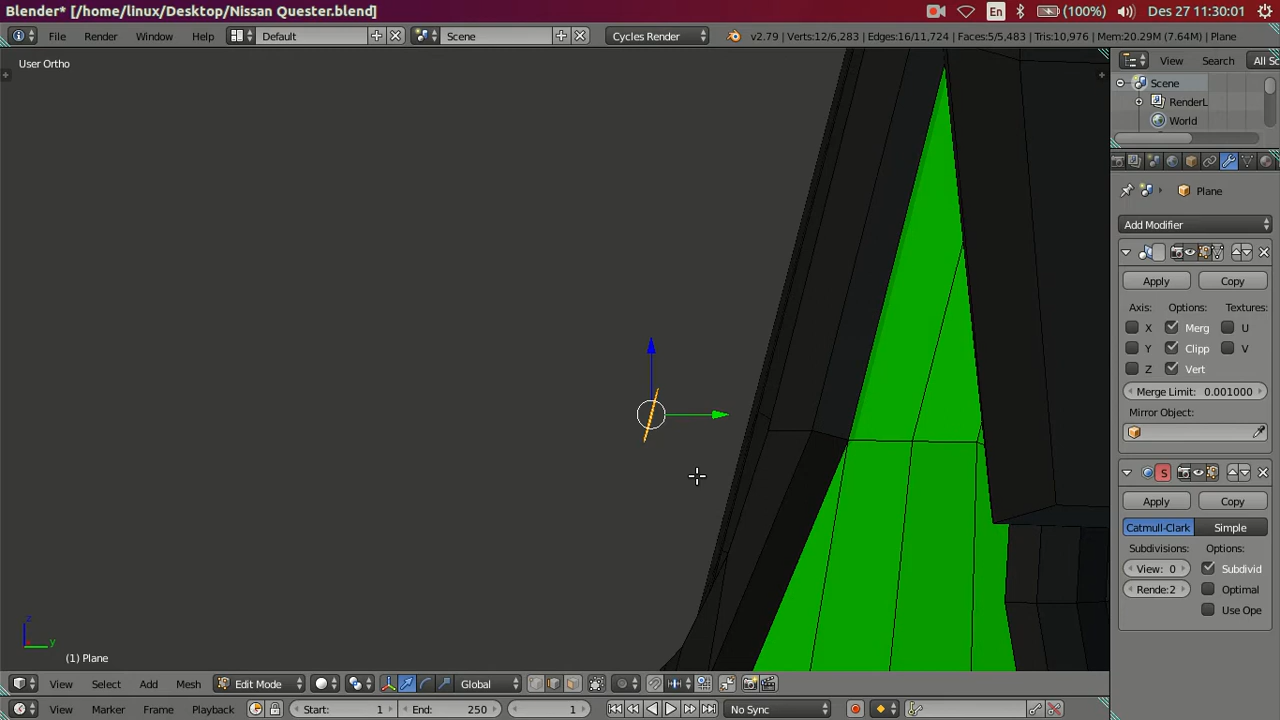 Blender* [/home/linux/Desktop/Nissan Quester.blend]
En
(100%)
Des 27 11:30:01
File Render Window Help
Default
Scene
Cycles Render
v2.79 | Verts:12/6,283 | Edges:16/11,724 | Faces:5/5,483 | Tris:10,976 | Mem:20.29M (7.64M) | Plane
User Ortho
View Search All Sc
Scene
RenderL
World
Plane
Add Modifier
Apply Copy
Axis: Options: Textures:
X Merg U
Y Clipp V
Z Vert
Merge Limit: 0.001000
Mirror Object:
S
Apply Copy
Catmull-Clark Simple
Subdivisions: Options:
View: 0 Subdivid
Rende:2 Optimal
Use Ope
z
y
(1) Plane
View Select Add Mesh Edit Mode Global
View Marker Frame Playback Start: 1 End: 250 1 No Sync